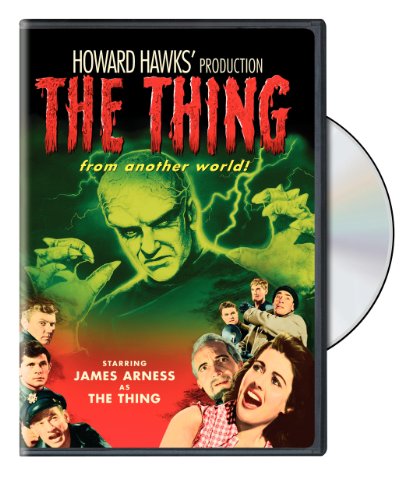 HOWARD HAWKS' PRODUCTION
THE THING
from another world!
STARRING
JAMES ARNESS
AS
THE THING